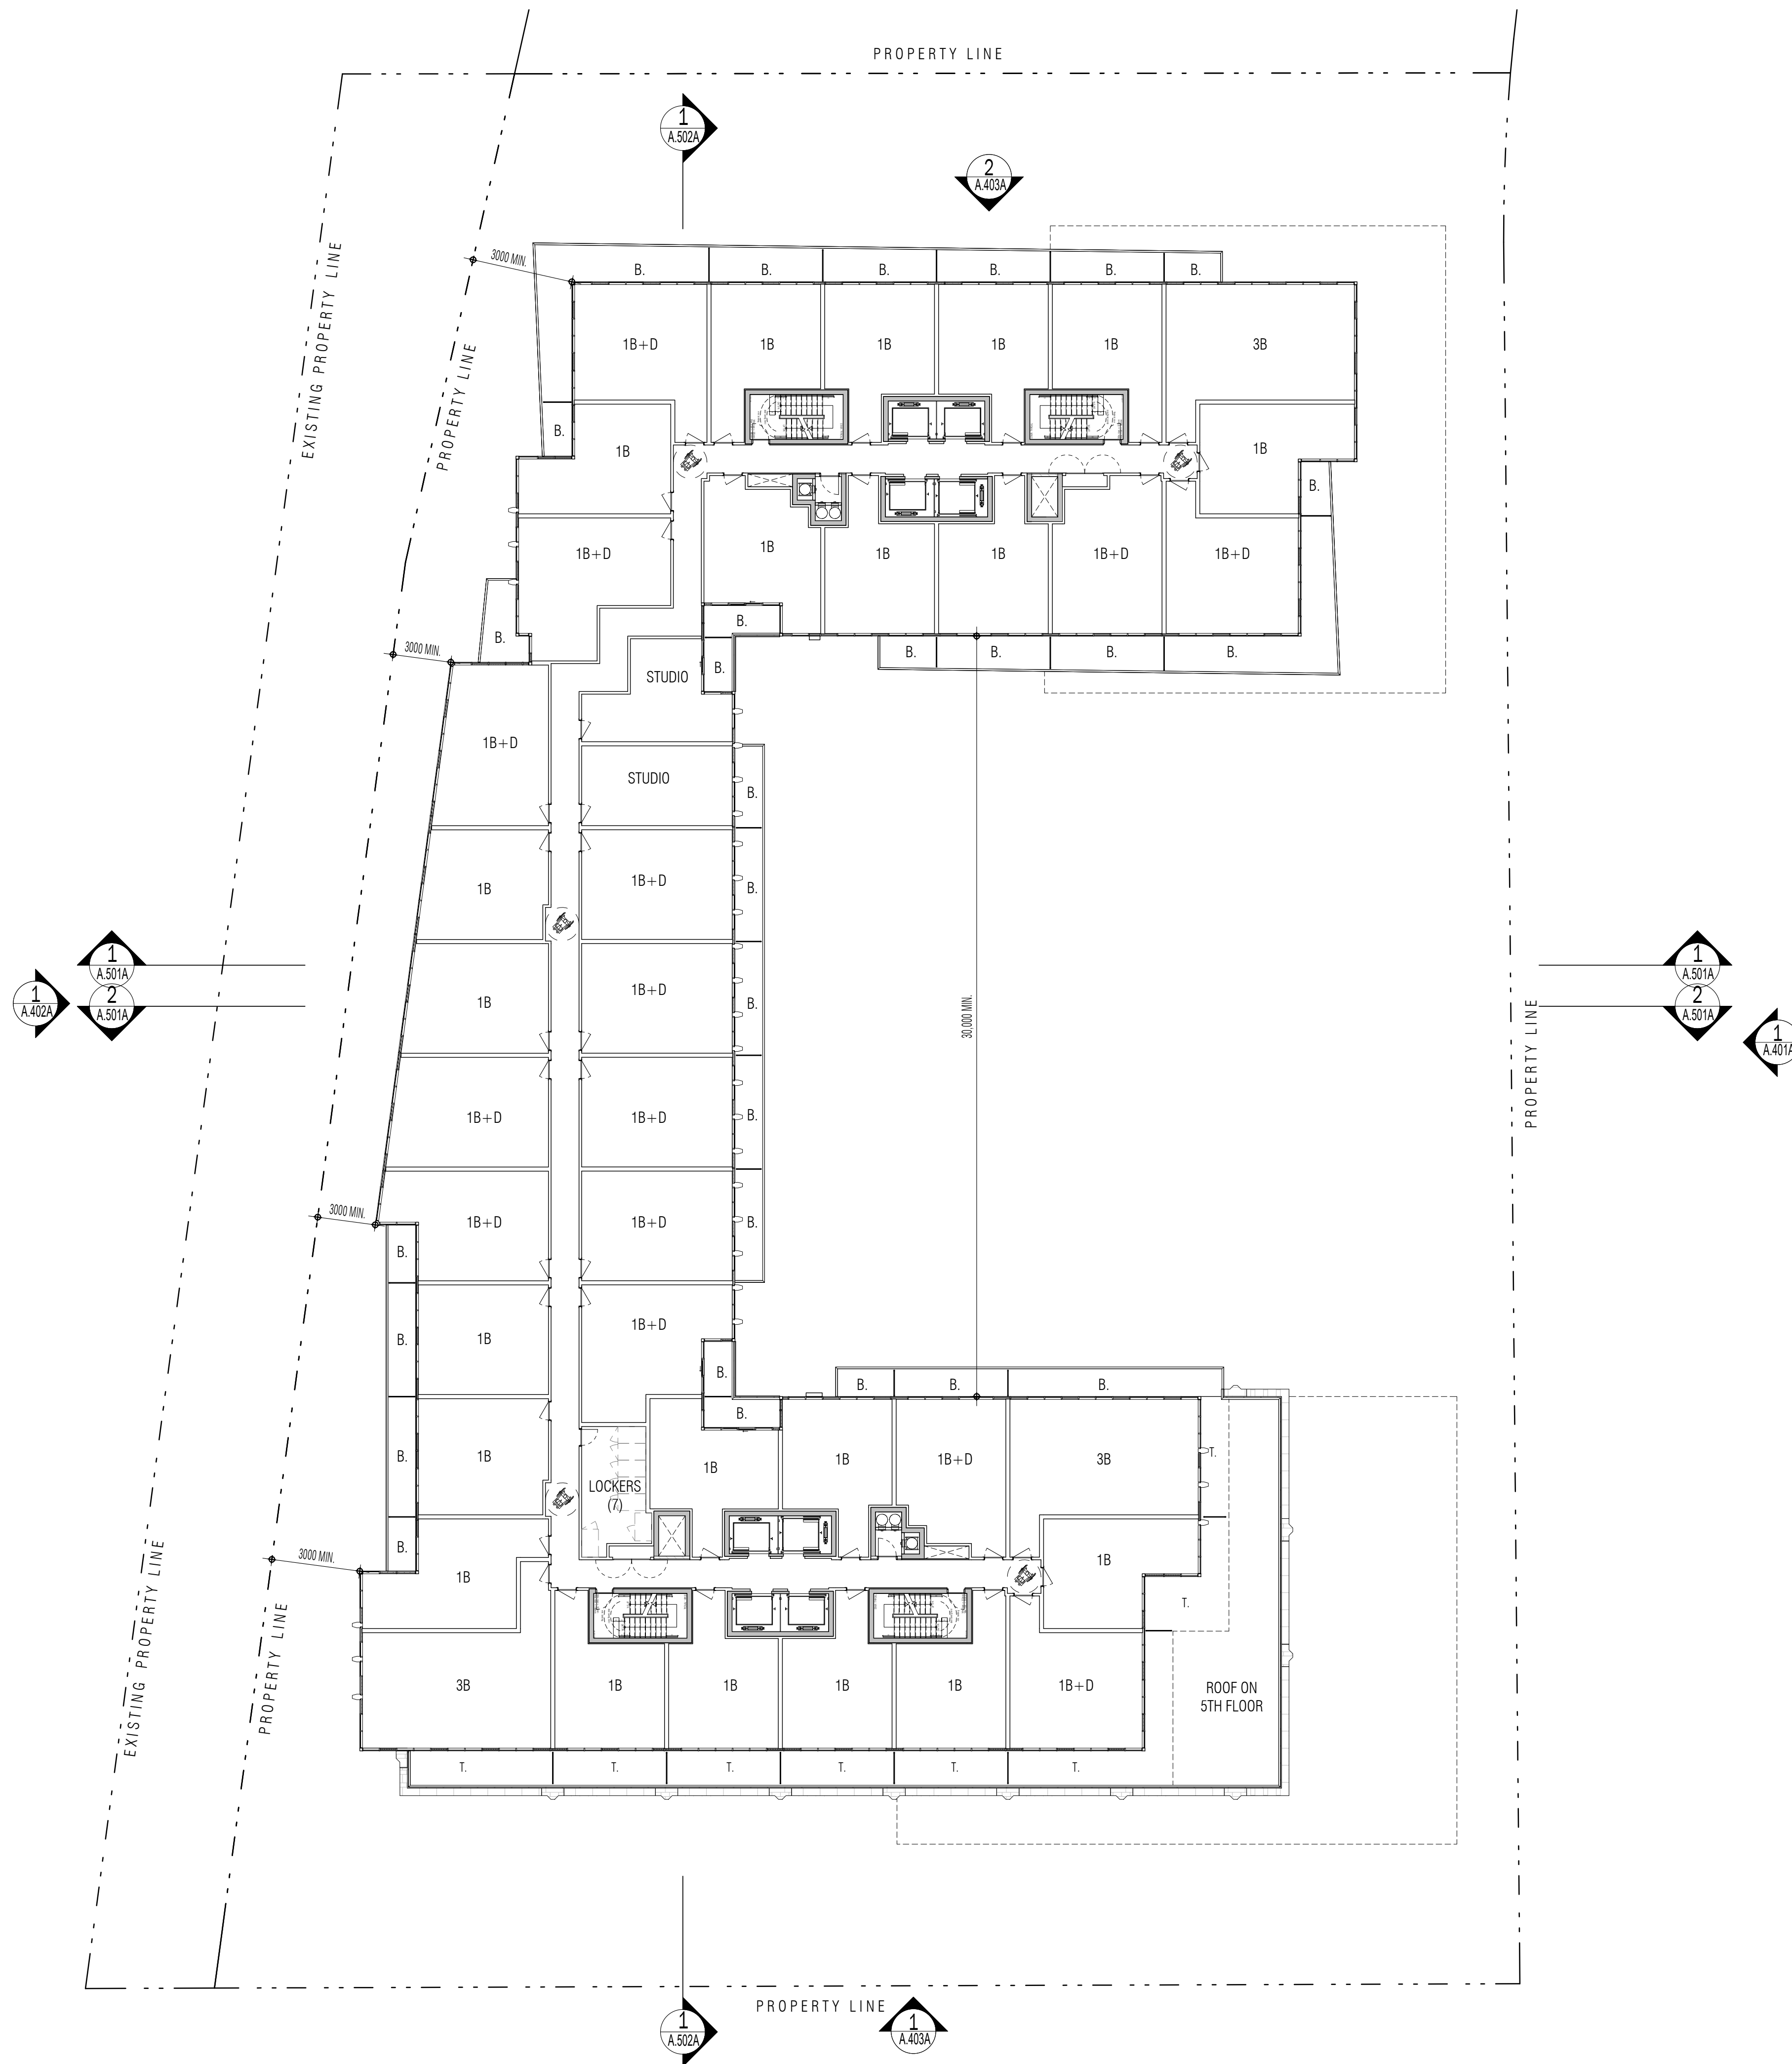 PROPERTY LINE
1
A.502A
2
A.403A
EXISTING PROPERTY LINE
PROPERTY LINE
3000 MIN.
B.
B.
B.
B.
B.
B.
1B+D
1B
1B
1B
1B
3B
B.
1B
1B
B.
1B+D
1B
1B
1B
1B+D
1B+D
B.
B.
3000 MIN.
B.
B.
B.
B.
B.
STUDIO
1B+D
STUDIO
B.
1B
1B+D
B.
1
A.501A
2
A.501A
1
A.402A
1B
1B+D
B.
30,000 MIN.
1
A.501A
2
A.501A
1
A.401A
PROPERTY LINE
1B+D
1B+D
B.
3000 MIN.
1B+D
1B+D
B.
B.
B.
1B
1B+D
B.
B.
B.
B.
B.
B.
1B
LOCKERS
(7)
1B
1B
1B+D
3B
T.
B.
3000 MIN.
1B
1B
T.
EXISTING PROPERTY LINE
PROPERTY LINE
3B
1B
1B
1B
1B
1B+D
ROOF ON
5TH FLOOR
T.
T.
T.
T.
T.
T.
PROPERTY LINE
1
A.502A
1
A.403A